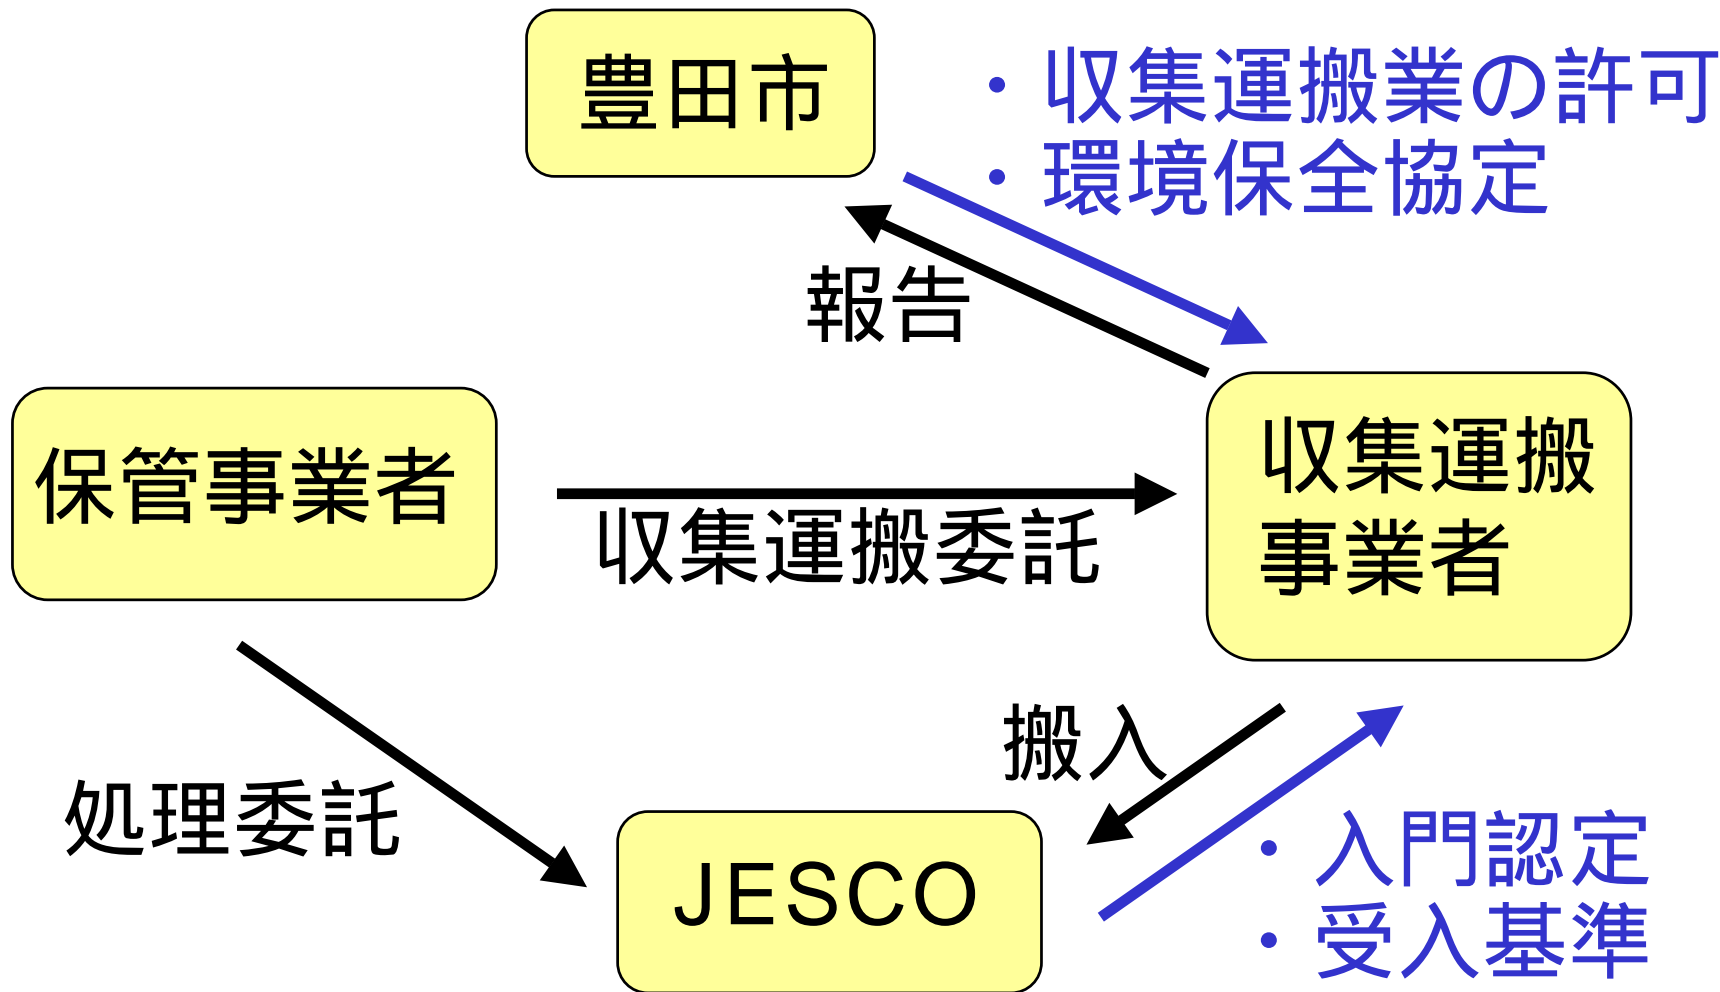 豊田市
・収集運搬業の許可
・環境保全協定
報告
保管事業者
収集運搬委託
収集運搬
事業者
処理委託
搬入
JESCO
・入門認定
・受入基準